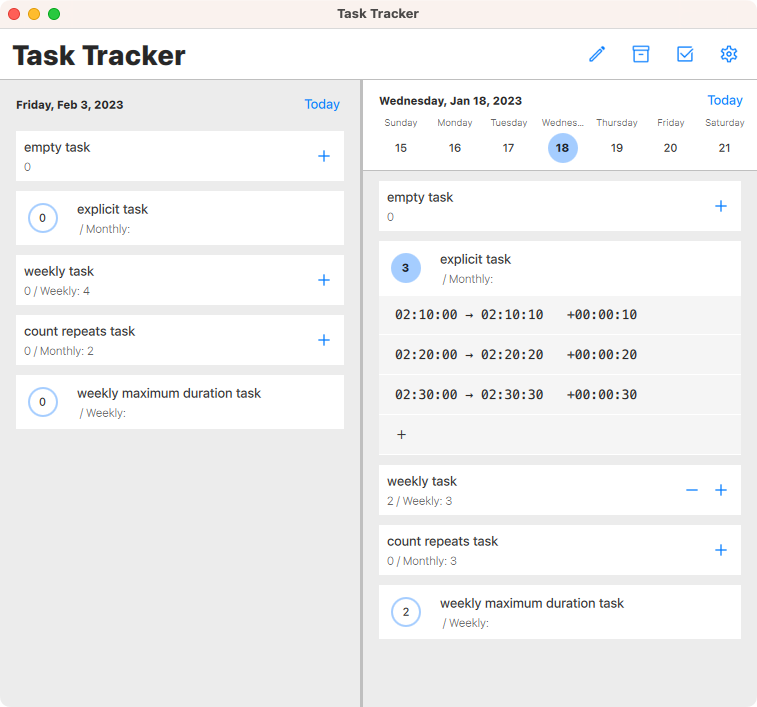 Task Tracker
Task Tracker
Friday, Feb 3, 2023
Today
empty task
0
+
0
explicit task
/ Monthly:
weekly task
0 / Weekly: 4
+
count repeats task
0 / Monthly: 2
+
0
weekly maximum duration task
/ Weekly:
Wednesday, Jan 18, 2023
Today
Sunday Monday Tuesday Wednes... Thursday Friday Saturday
15 16 17 18 19 20 21
empty task
0
+
3
explicit task
/ Monthly:
02:10:00 → 02:10:10 +00:00:10
02:20:00 → 02:20:20 +00:00:20
02:30:00 → 02:30:30 +00:00:30
+
weekly task
2 / Weekly: 3
− +
count repeats task
0 / Monthly: 3
+
2
weekly maximum duration task
/ Weekly: